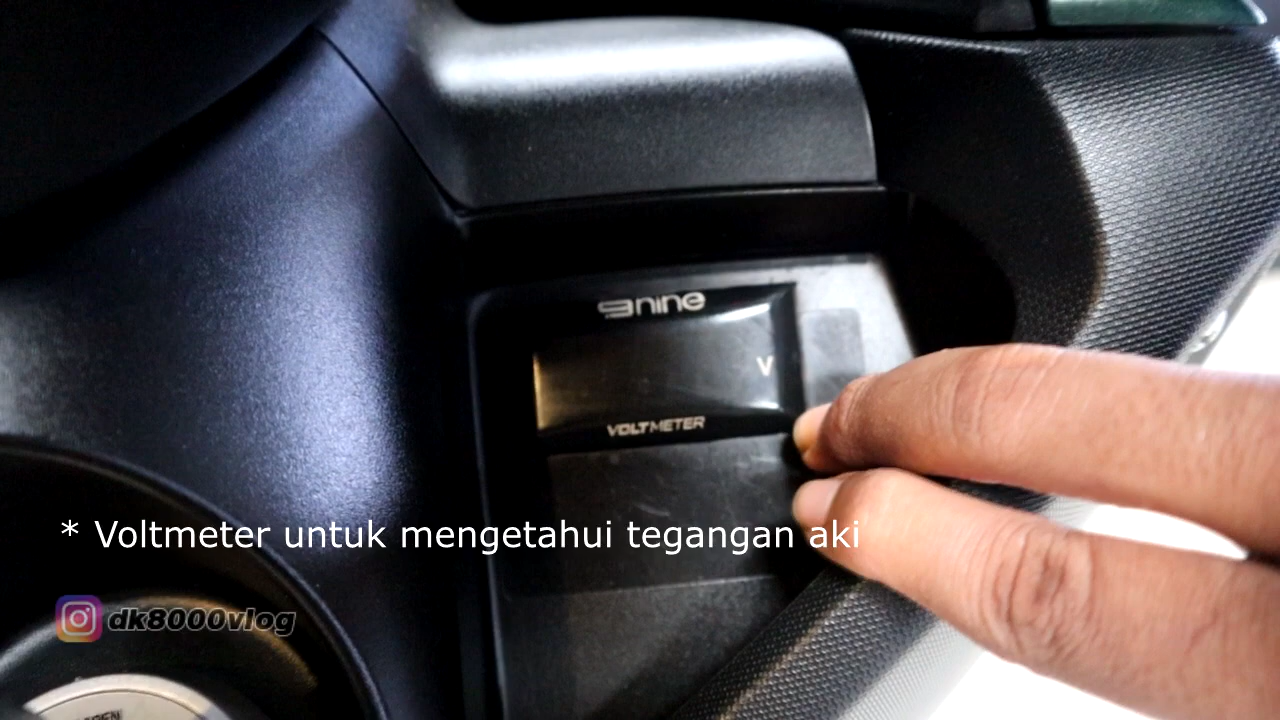 9nine
V
VOLTMETER
* Voltmeter untuk mengetahui tegangan aki
dk8000vlog